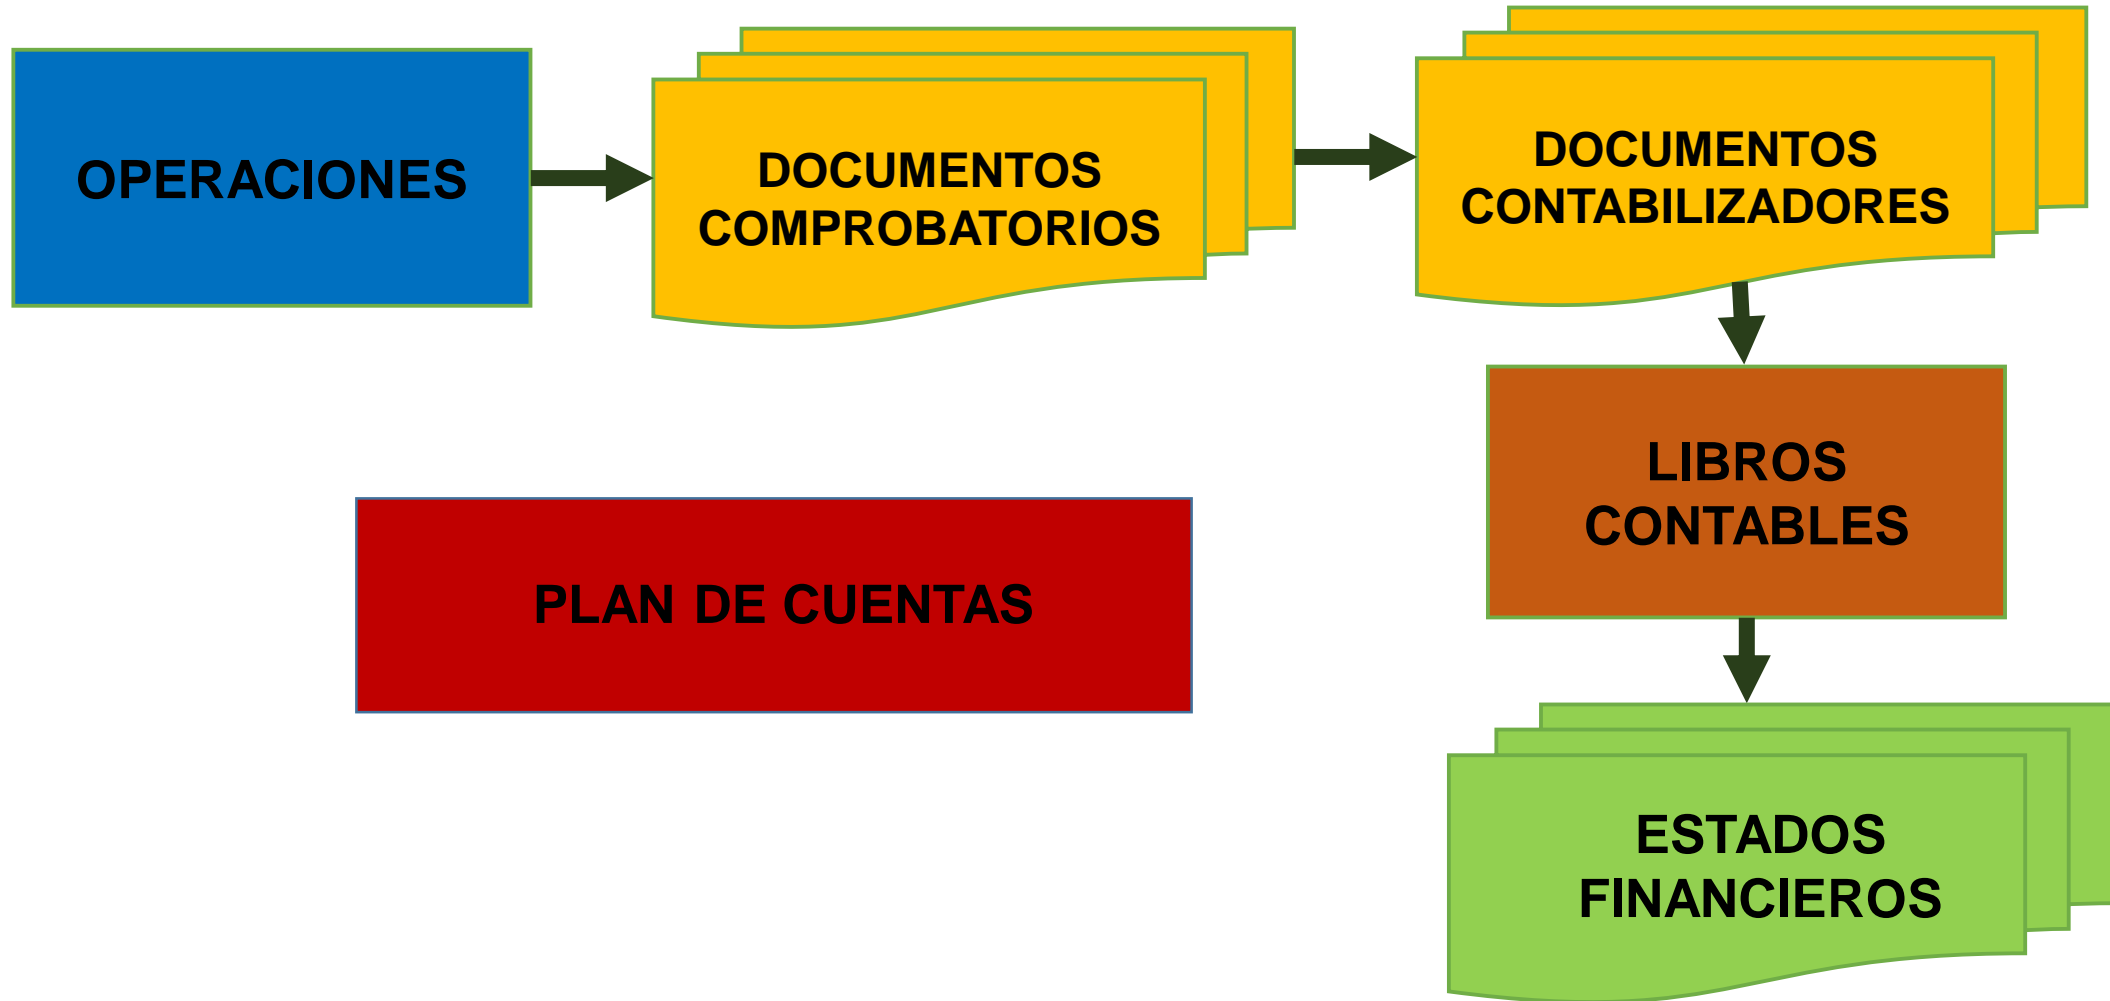 OPERACIONES
DOCUMENTOS
COMPROBATORIOS
DOCUMENTOS
CONTABILIZADORES
LIBROS
CONTABLES
PLAN DE CUENTAS
ESTADOS
FINANCIEROS